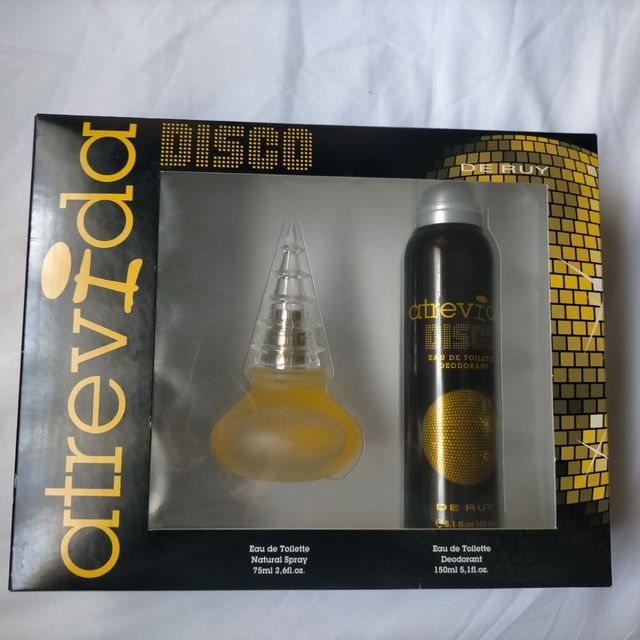 atrevida
DISCO
DE RUY
atrevida
DISCO
EAU DE TOILETTE
DEODORANT
DE RUY
Eau de Toilette
Natural Spray
75ml 2,6fl.oz.
Eau de Toilette
Deodorant
150ml 5,1fl.oz.